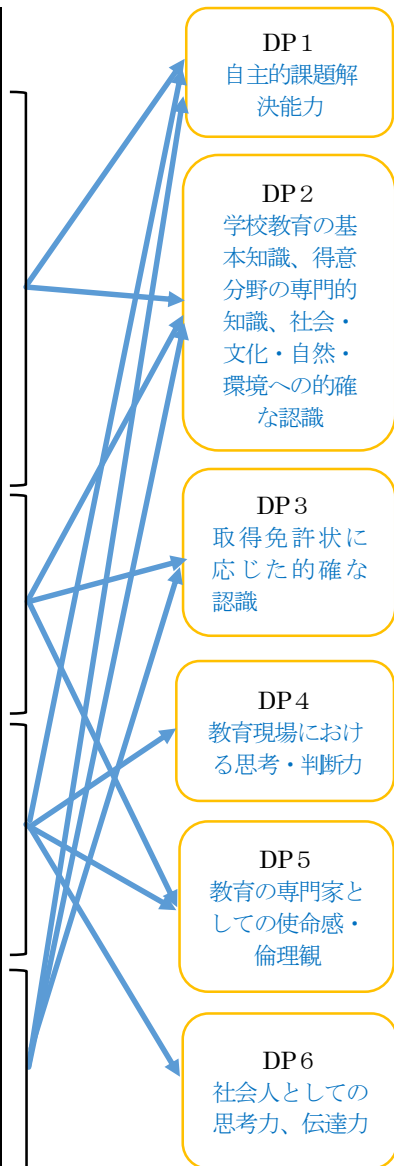 DP1
自主的課題解
決能力
DP2
学校教育の基
本知識、得意
分野の専門的
知識、社会・
文化・自然・
環境への的確
な認識
DP3
取得免許状に
応じた的確な
認識
DP4
教育現場におけ
る思考・判断力
DP5
教育の専門家と
しての使命感・
倫理観
DP6
社会人としての
思考力、伝達力